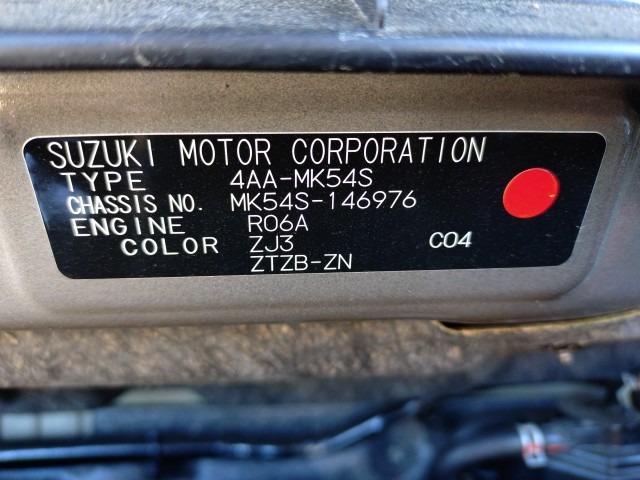 SUZUKI MOTOR CORPORATION
TYPE 4AA-MK54S
CHASSIS NO. MK54S-146976
ENGINE R06A
COLOR ZJ3 C04
ZTZB-ZN